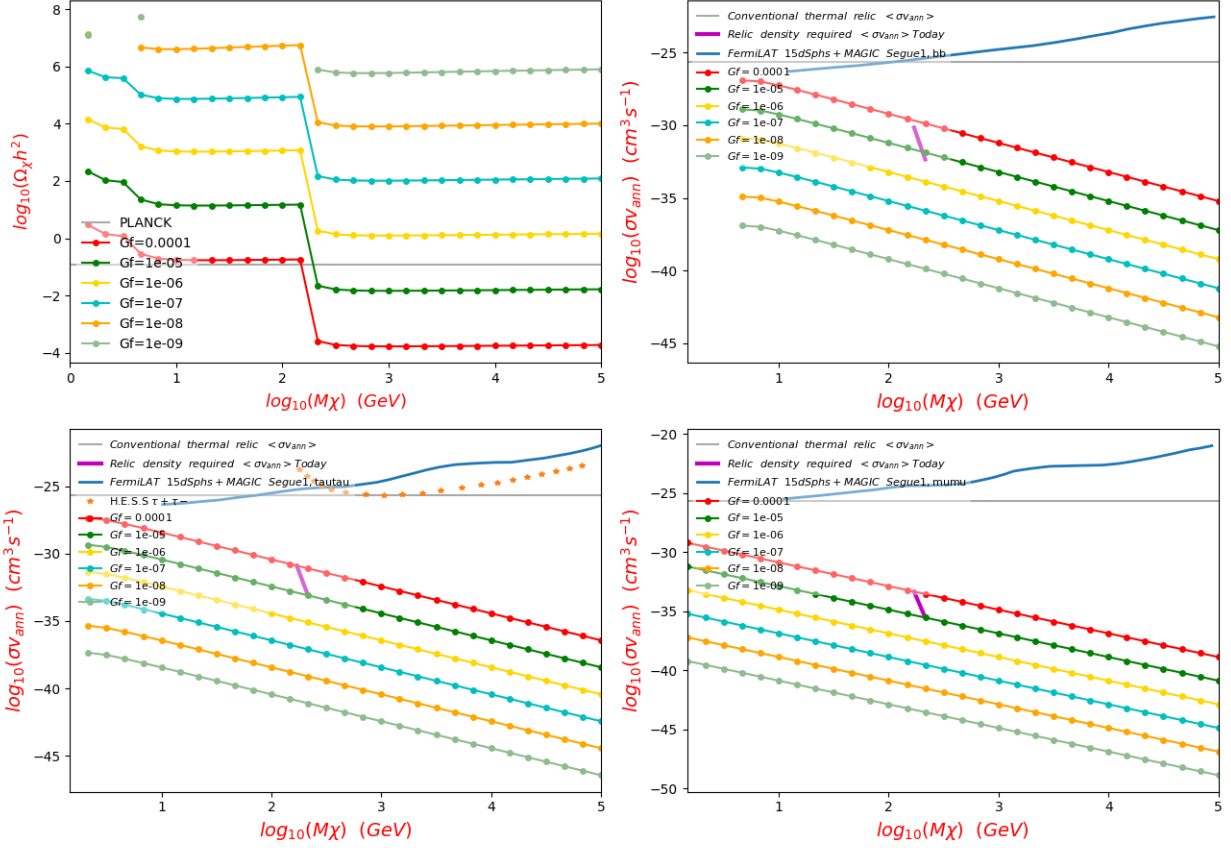 8
6
4
2
0
−2
−4
log10(Ωχh2)
PLANCK
Gf=0.0001
Gf=1e-05
Gf=1e-06
Gf=1e-07
Gf=1e-08
Gf=1e-09
0 1 2 3 4 5
log10(Mχ) (GeV)
Conventional thermal relic <σvann>
Relic density required <σvann>Today
FermiLAT 15dSphs+MAGIC Segue1, bb
Gf=0.0001
Gf=1e-05
Gf=1e-06
Gf=1e-07
Gf=1e-08
Gf=1e-09
−25
−30
−35
−40
−45
log10(σvann) (cm3s−1)
1 2 3 4 5
log10(Mχ) (GeV)
Conventional thermal relic <σvann>
Relic density required <σvann>Today
FermiLAT 15dSphs+MAGIC Segue1, tautau
H.E.S.S τ+τ−
Gf=0.0001
Gf=1e-05
Gf=1e-06
Gf=1e-07
Gf=1e-08
Gf=1e-09
−25
−30
−35
−40
−45
log10(σvann) (cm3s−1)
1 2 3 4 5
log10(Mχ) (GeV)
Conventional thermal relic <σvann>
Relic density required <σvann>Today
FermiLAT 15dSphs+MAGIC Segue1, mumu
Gf=0.0001
Gf=1e-05
Gf=1e-06
Gf=1e-07
Gf=1e-08
Gf=1e-09
−20
−25
−30
−35
−40
−45
−50
log10(σvann) (cm3s−1)
1 2 3 4 5
log10(Mχ) (GeV)